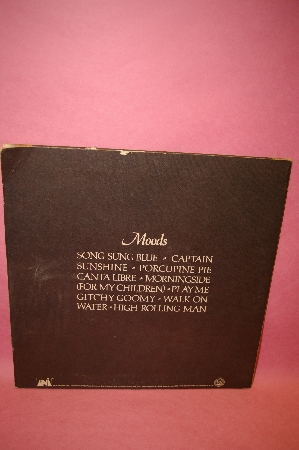 Moods
SONG SUNG BLUE • CAPTAIN
SUNSHINE • PORCUPINE PIE
CANTA LIBRE • MORNINGSIDE
(FOR MY CHILDREN) • PLAY ME
GITCHY GOOMY • WALK ON
WATER • HIGH ROLLING MAN